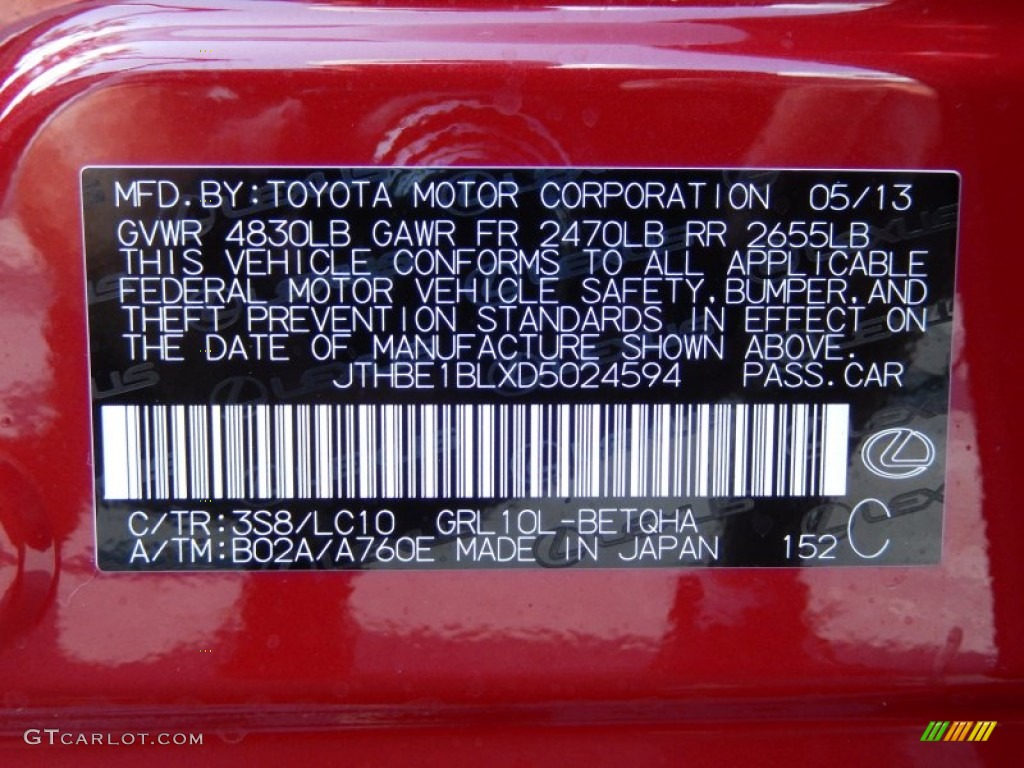 MFD.BY:TOYOTA MOTOR CORPORATION 05/13
GVWR 4830LB GAWR FR 2470LB RR 2655LB
THIS VEHICLE CONFORMS TO ALL APPLICABLE
FEDERAL MOTOR VEHICLE SAFETY,BUMPER,AND
THEFT PREVENTION STANDARDS IN EFFECT ON
THE DATE OF MANUFACTURE SHOWN ABOVE.
JTHBE1BLXD5024594 PASS.CAR
C/TR:3S8/LC10 GRL10L-BETQHA
A/TM:B02A/A760E MADE IN JAPAN 152 C
GTCARLOT.COM